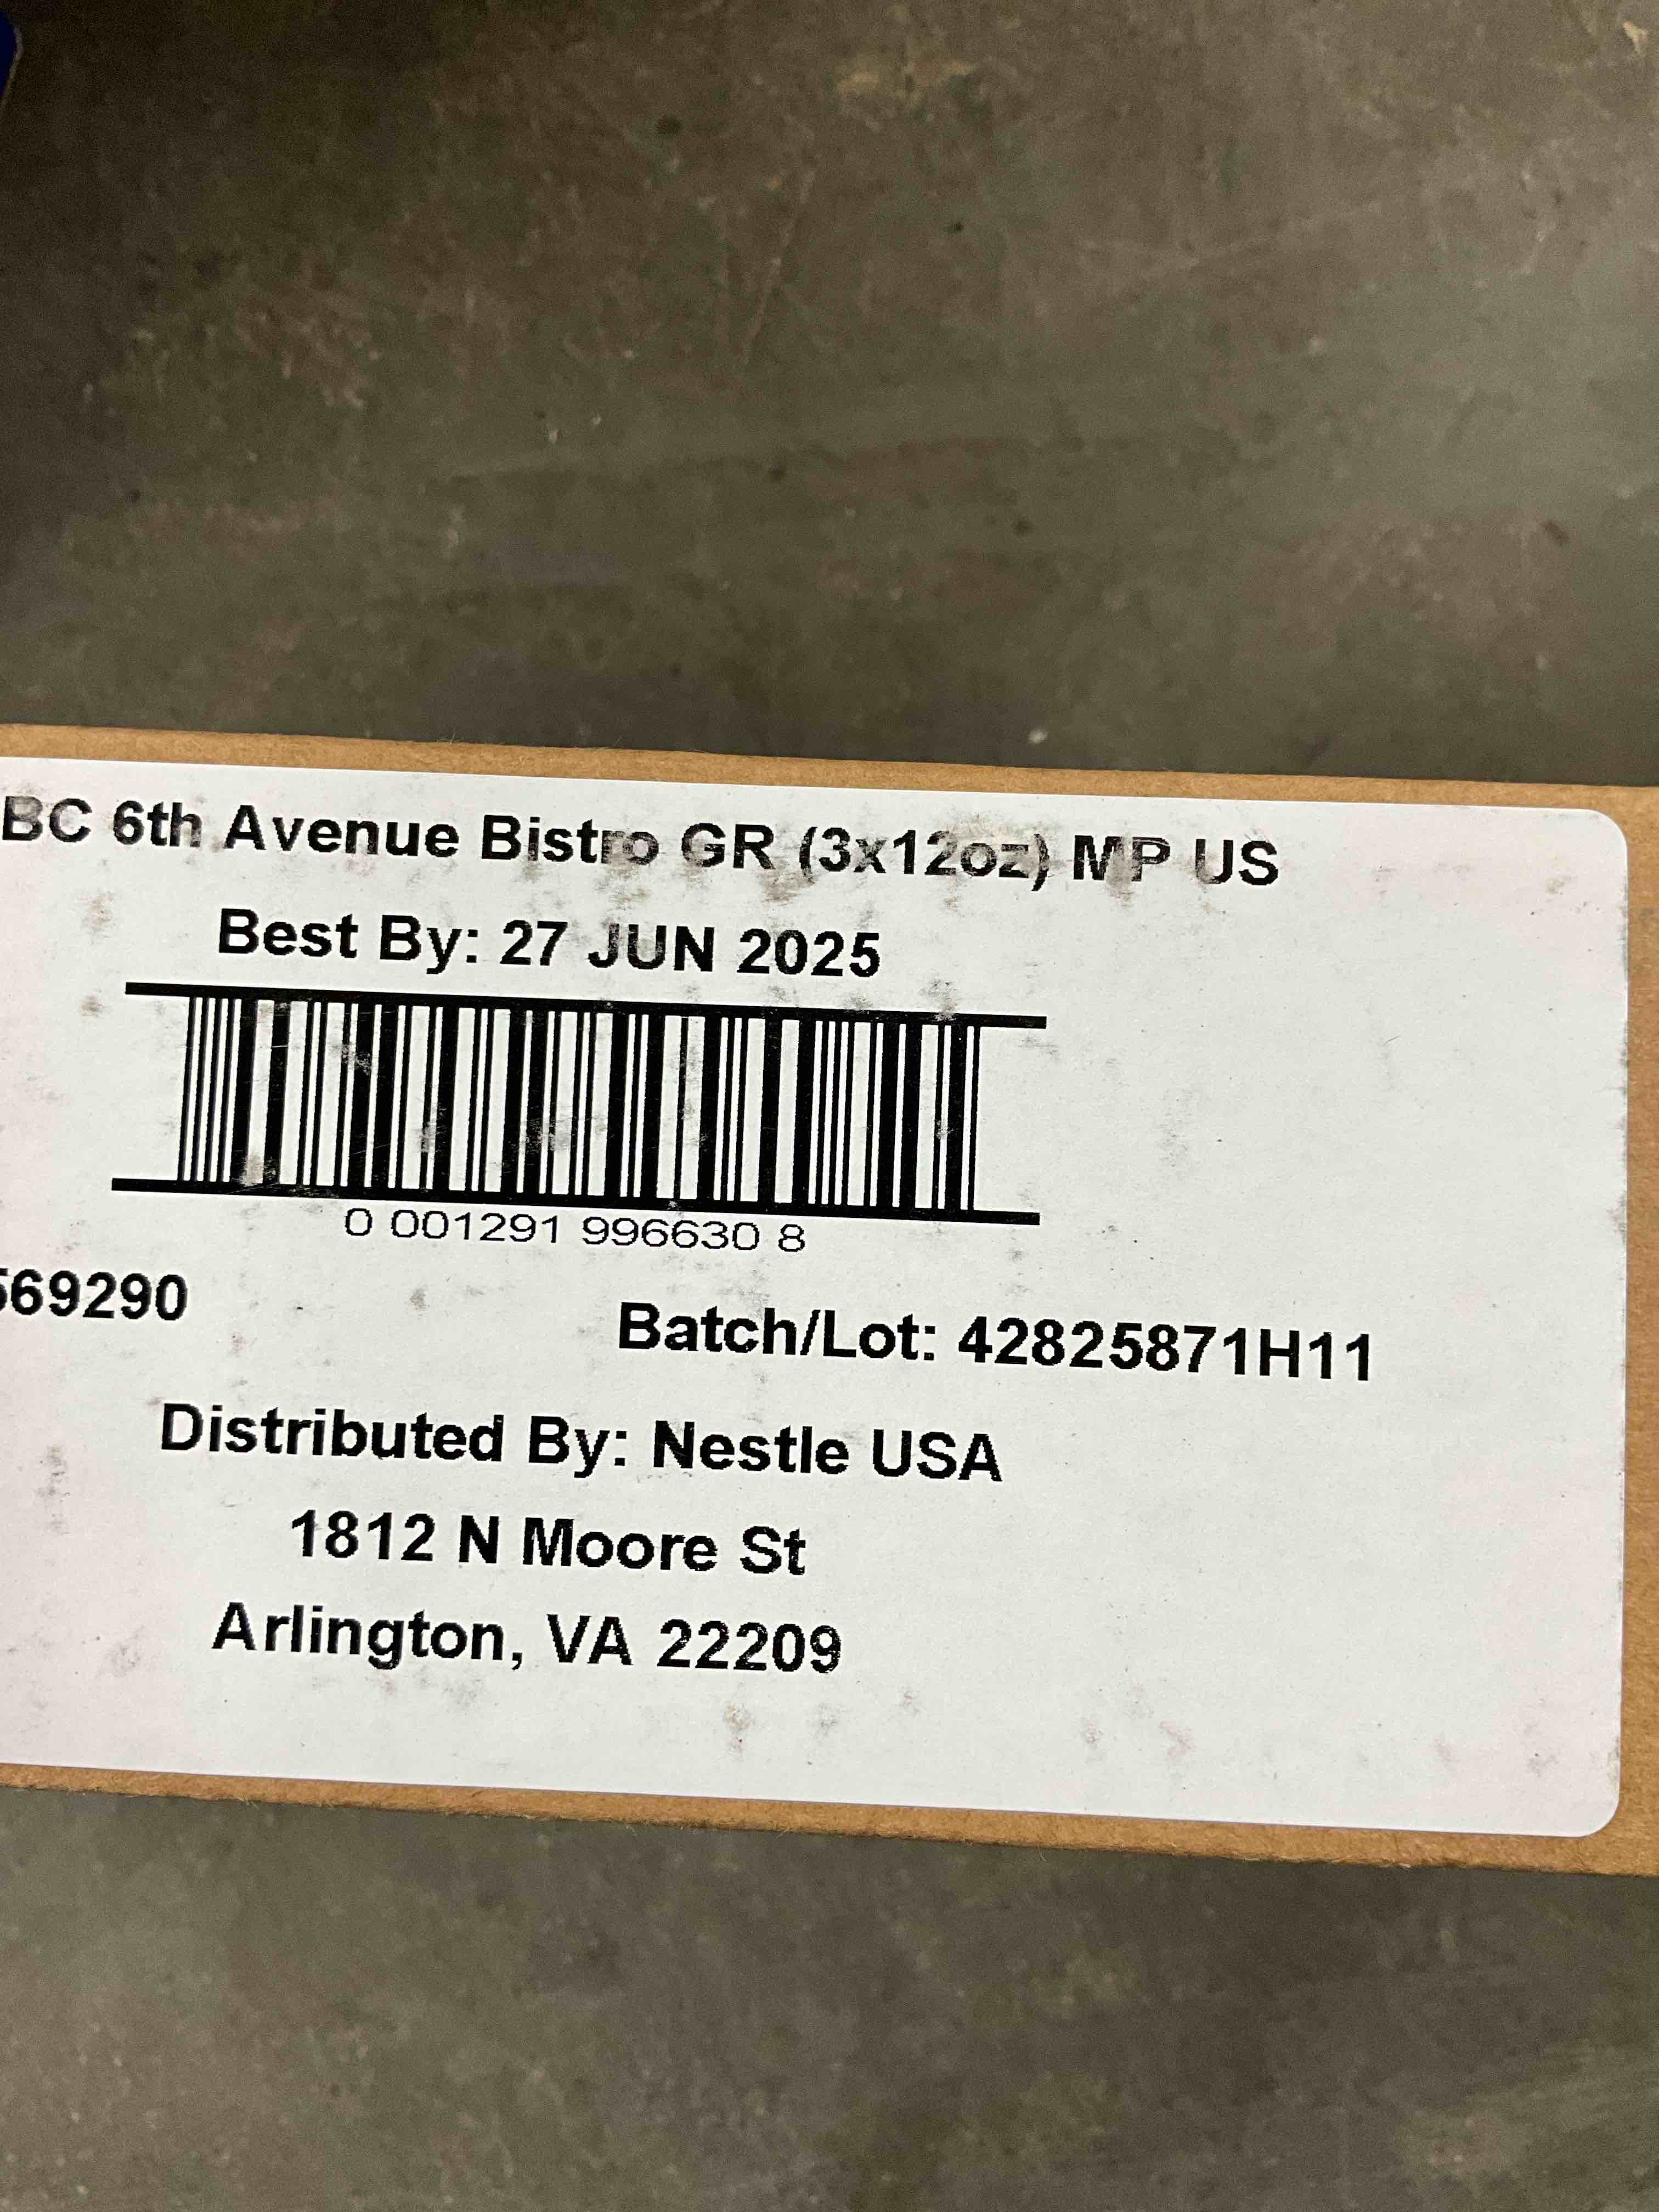 BC 6th Avenue Bistro GR (3x12oz) MP US
Best By: 27 JUN 2025
0 001291 996630 8
569290
Batch/Lot: 42825871H11
Distributed By: Nestle USA
1812 N Moore St
Arlington, VA 22209